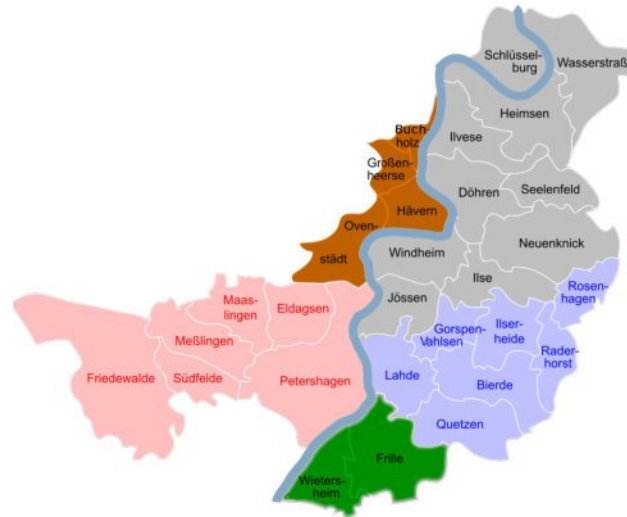 Schlüssel-
burg
Wasserstraß
Heimsen
Buch-
holz
Ilvese
Großen-
heerse
Döhren
Seelenfeld
Hävern
Oven-
städt
Neuenknick
Windheim
Ilse
Rosen-
hagen
Maas-
lingen
Eldagsen
Jössen
Gorspen-
Vahlsen
Ilser-
heide
Meßlingen
Rader-
horst
Friedewalde
Südfelde
Petershagen
Lahde
Bierde
Quetzen
Frille
Wieters-
heim